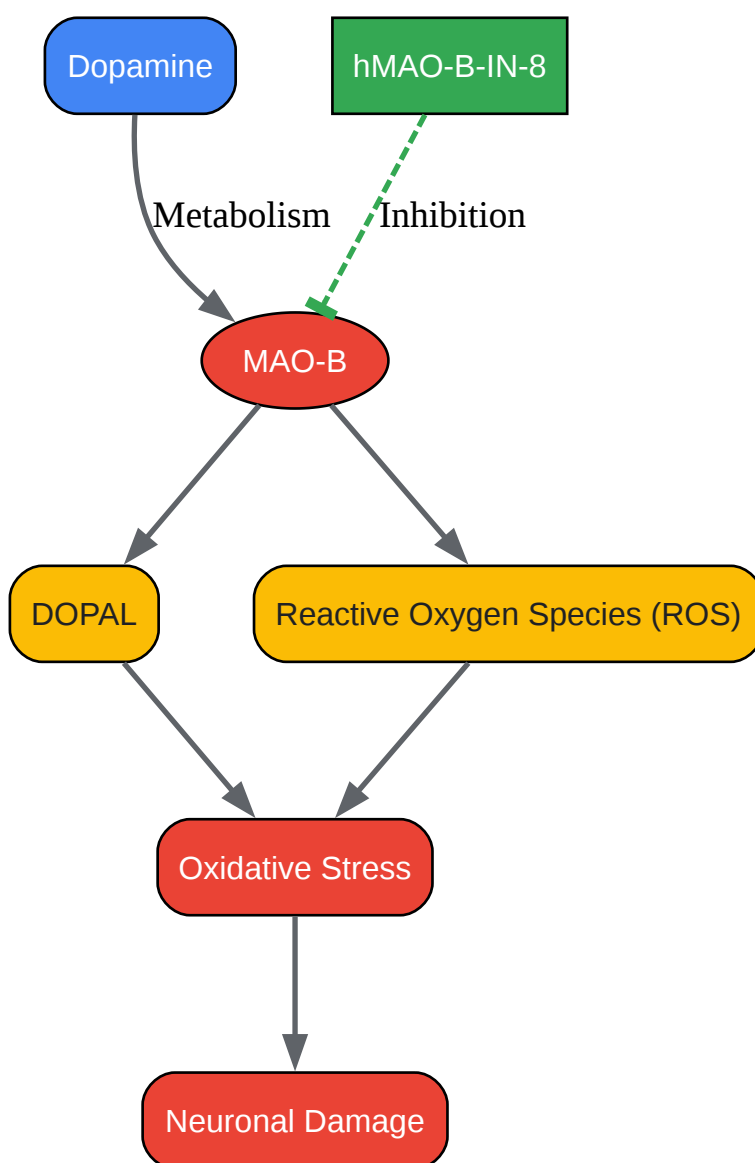 Dopamine
hMAO-B-IN-8
Metabolism
Inhibition
MAO-B
DOPAL
Reactive Oxygen Species (ROS)
Oxidative Stress
Neuronal Damage